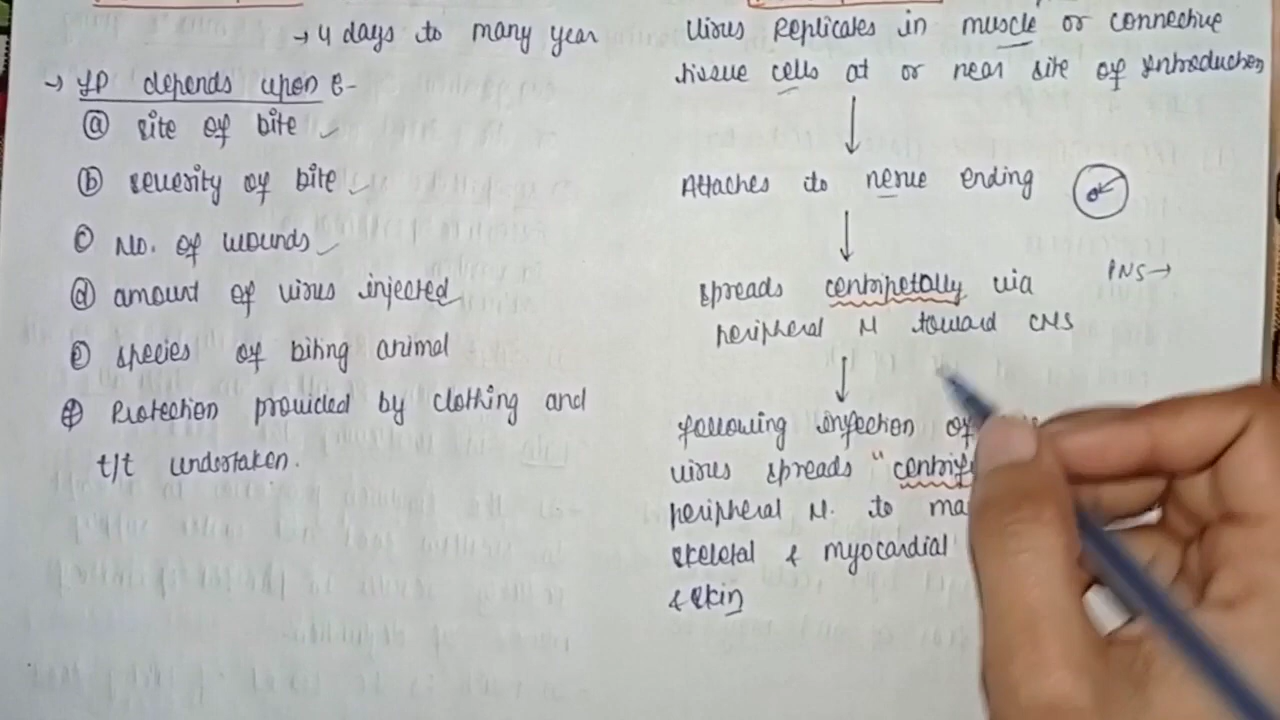 → 4 days to many year
→ IP depends upon :-
(a) site of bite
(b) severity of bite
(c) No. of wounds
(d) amount of virus injected
(e) species of biting animal
(f) Protection provided by clothing and
t/t undertaken.
Virus Replicates in muscle or connective
tissue cells at or near site of introduction
Attaches to nerve ending
spreads centripetally via
peripheral N toward CNS
PNS →
following infection of
virus spreads "
peripheral N. to
skeletal & myocardial
& skin